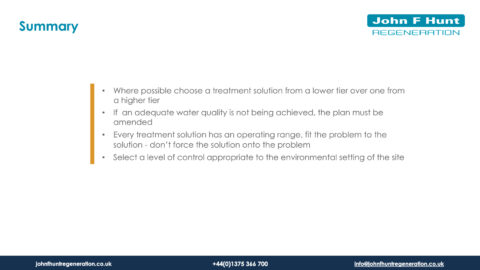 Summary
John F Hunt
REGENERATION
• Where possible choose a treatment solution from a lower tier over one from
a higher tier
• If an adequate water quality is not being achieved, the plan must be
amended
• Every treatment solution has an operating range, fit the problem to the
solution - don't force the solution onto the problem
• Select a level of control appropriate to the environmental setting of the site
johnfhuntregeneration.co.uk
+44(0)1375 366 700
info@johnfhuntregeneration.co.uk